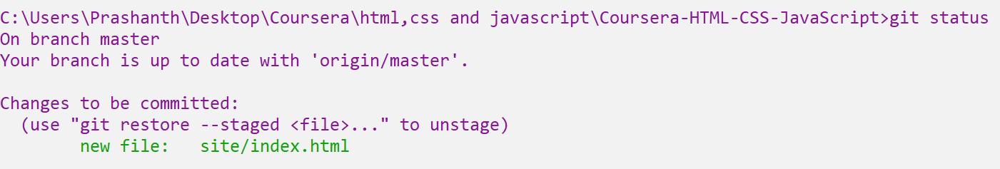 C:\Users\Prashanth\Desktop\Coursera\html,css and javascript\Coursera-HTML-CSS-JavaScript>git status
On branch master
Your branch is up to date with 'origin/master'.

Changes to be committed:
  (use "git restore --staged <file>..." to unstage)
        new file:   site/index.html